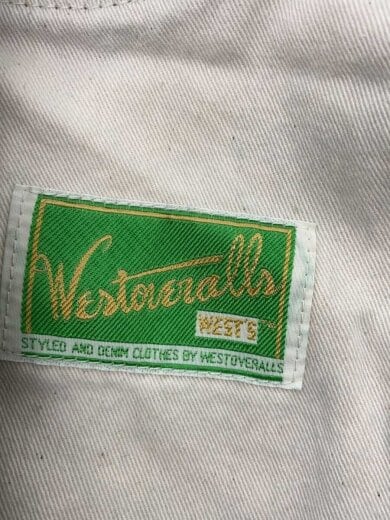 Westoveralls
WEST'S
STYLED AND DENIM CLOTHES BY WESTOVERALLS